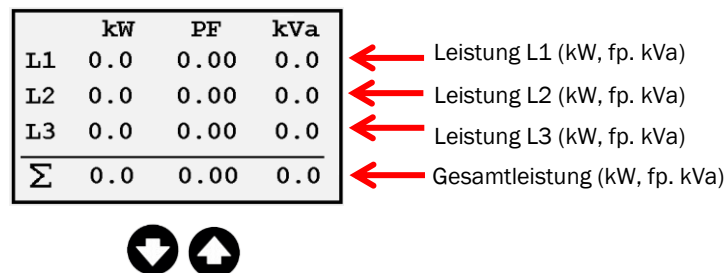 kW PF kVa
L1 0.0 0.00 0.0 Leistung L1 (kW, fp. kVa)
L2 0.0 0.00 0.0 Leistung L2 (kW, fp. kVa)
L3 0.0 0.00 0.0 Leistung L3 (kW, fp. kVa)
Σ 0.0 0.00 0.0 Gesamtleistung (kW, fp. kVa)